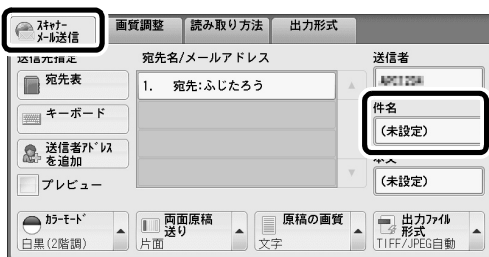 ｽｷｬﾅｰ
ﾒｰﾙ送信
画質調整
読み取り方法
出力形式
送信先指定
宛先名/メールアドレス
送信者
宛先表
1. 宛先:ふじたろう
キーボード
件名
(未設定)
送信者ｱﾄﾞﾚｽ
を追加
本文
(未設定)
プレビュー
ｶﾗｰﾓｰﾄﾞ
白黒(2階調)
両面原稿
送り
片面
原稿の画質
文字
出力ﾌｧｲﾙ
形式
TIFF/JPEG自動